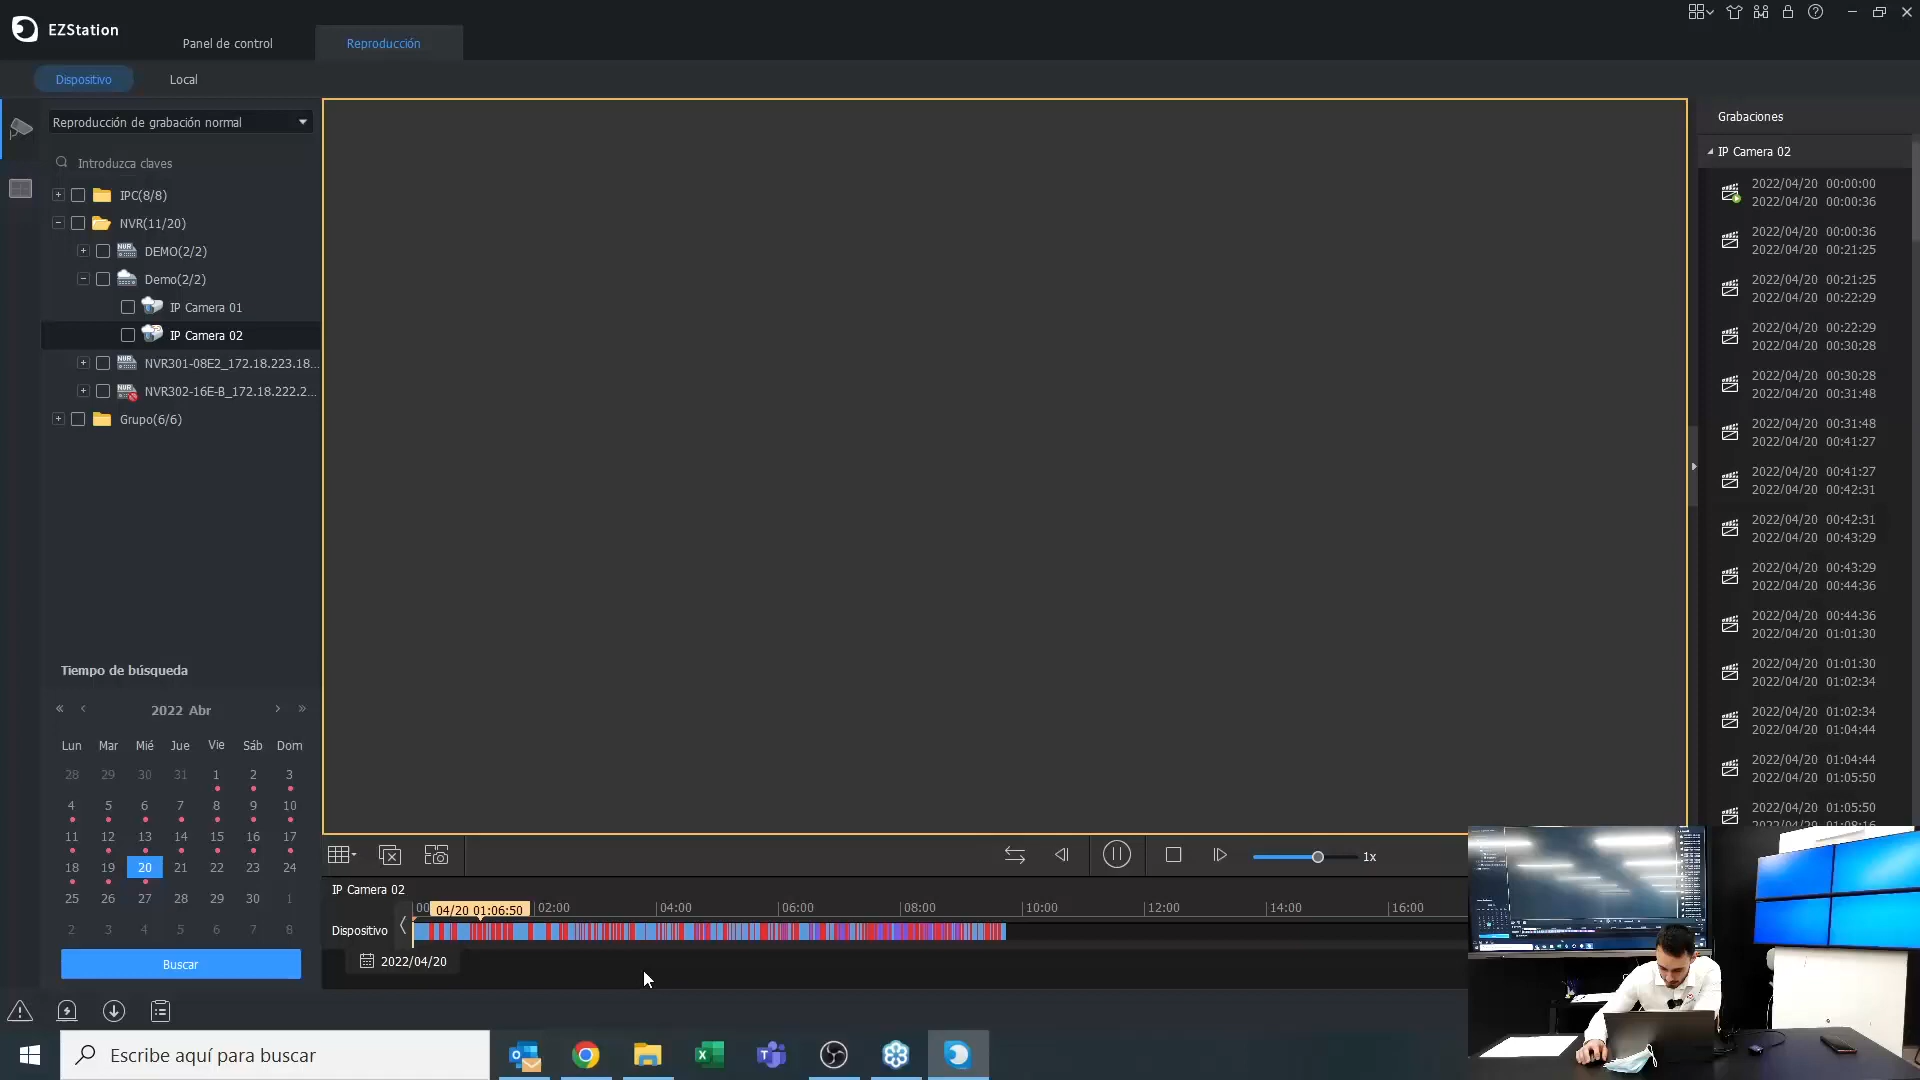 EZStation
Panel de control
Reproducción
Dispositivo
Local
Reproducción de grabación normal
Introduzca claves
IPC(8/8)
NVR(11/20)
DEMO(2/2)
Demo(2/2)
IP Camera 01
IP Camera 02
NVR301-08E2_172.18.223.18...
NVR302-16E-B_172.18.222.2...
Grupo(6/6)
Tiempo de búsqueda
« ‹ 2022 Abr › »
Lun Mar Mié Jue Vie Sáb Dom
28 29 30 31 1 2 3
4 5 6 7 8 9 10
11 12 13 14 15 16 17
18 19 20 21 22 23 24
25 26 27 28 29 30 1
2 3 4 5 6 7 8
Buscar
1x
IP Camera 02
00 04/20 01:06:50 02:00 04:00 06:00 08:00 10:00 12:00 14:00 16:00
Dispositivo
2022/04/20
Grabaciones
IP Camera 02
2022/04/20 00:00:00
2022/04/20 00:00:36
2022/04/20 00:00:36
2022/04/20 00:21:25
2022/04/20 00:21:25
2022/04/20 00:22:29
2022/04/20 00:22:29
2022/04/20 00:30:28
2022/04/20 00:30:28
2022/04/20 00:31:48
2022/04/20 00:31:48
2022/04/20 00:41:27
2022/04/20 00:41:27
2022/04/20 00:42:31
2022/04/20 00:42:31
2022/04/20 00:43:29
2022/04/20 00:43:29
2022/04/20 00:44:36
2022/04/20 00:44:36
2022/04/20 01:01:30
2022/04/20 01:01:30
2022/04/20 01:02:34
2022/04/20 01:02:34
2022/04/20 01:04:44
2022/04/20 01:04:44
2022/04/20 01:05:50
2022/04/20 01:05:50
Escribe aquí para buscar